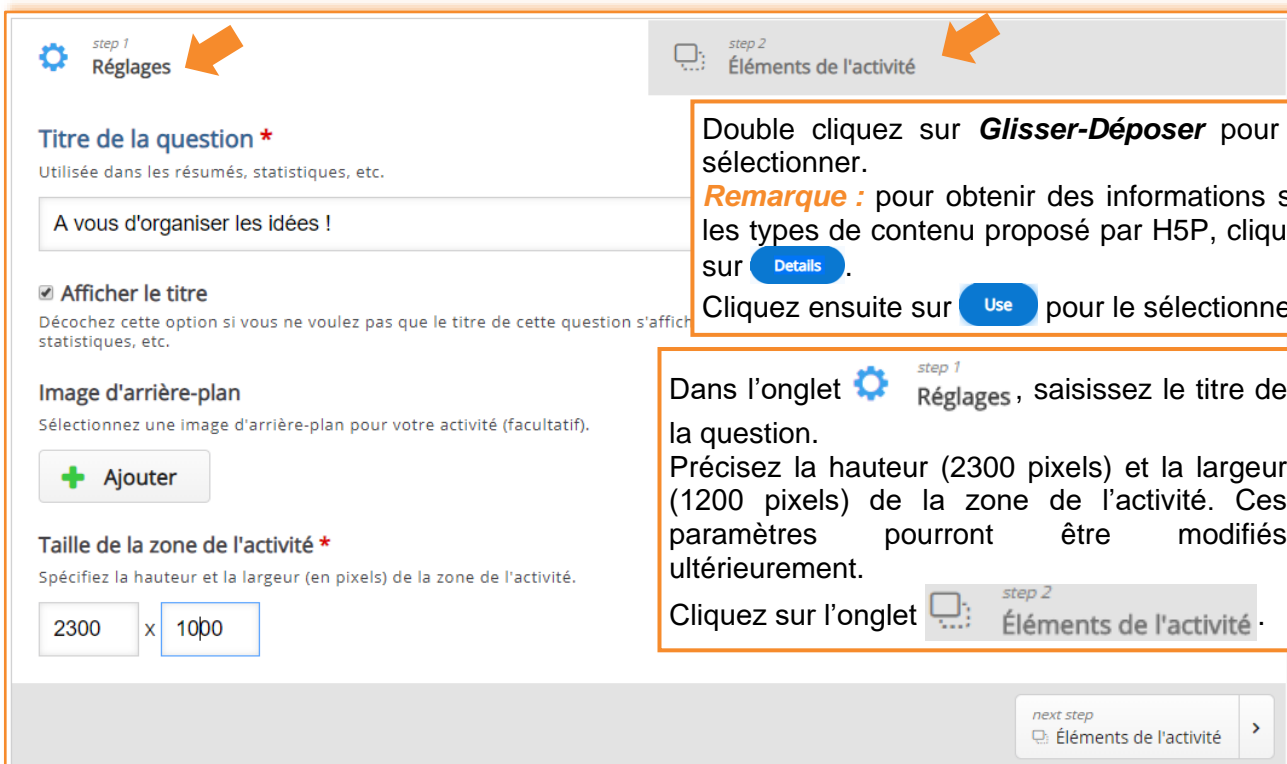 step 1
Réglages
step 2
Éléments de l'activité
Titre de la question *
Utilisée dans les résumés, statistiques, etc.
A vous d'organiser les idées !
Afficher le titre
Décochez cette option si vous ne voulez pas que le titre de cette question s'affich
statistiques, etc.
Image d'arrière-plan
Sélectionnez une image d'arrière-plan pour votre activité (facultatif).
Ajouter
Taille de la zone de l'activité *
Spécifiez la hauteur et la largeur (en pixels) de la zone de l'activité.
2300 x 1000
Double cliquez sur Glisser-Déposer pour
sélectionner.
Remarque : pour obtenir des informations s
les types de contenu proposé par H5P, cliqu
sur Details .
Cliquez ensuite sur Use pour le sélectionne
Dans l’onglet step 1 Réglages, saisissez le titre de
la question.
Précisez la hauteur (2300 pixels) et la largeur
(1200 pixels) de la zone de l’activité. Ces
paramètres pourront être modifiés
ultérieurement.
Cliquez sur l’onglet step 2 Éléments de l'activité.
next step
Éléments de l'activité >